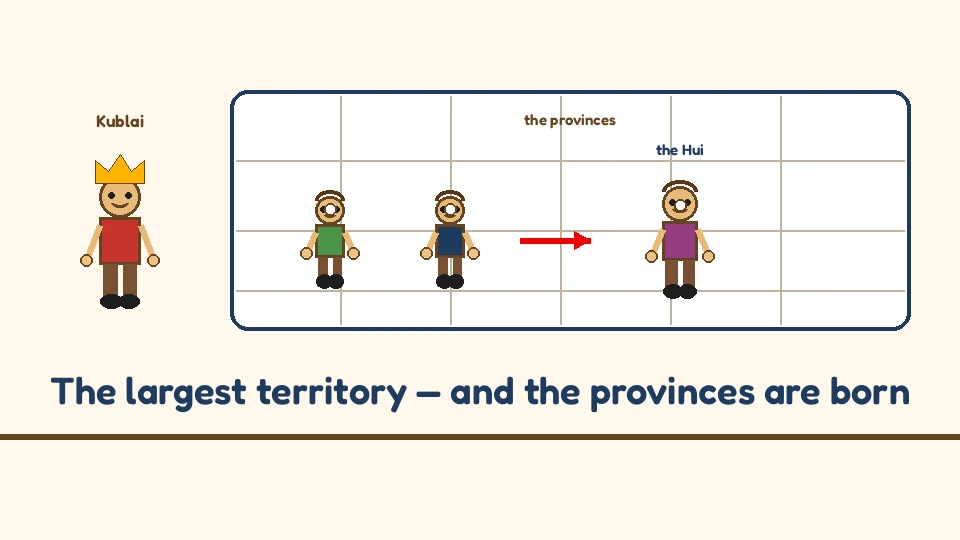 Kublai
the provinces
the Hui
The largest territory — and the provinces are born